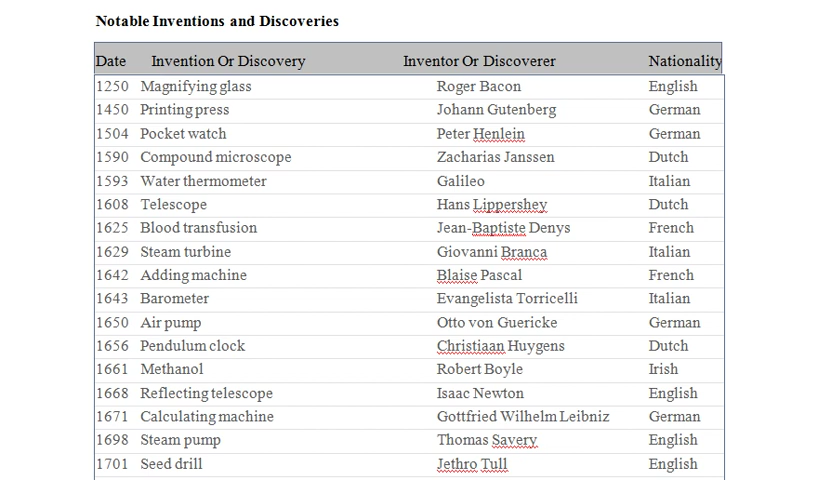 Notable Inventions and Discoveries
Date Invention Or Discovery Inventor Or Discoverer Nationality
1250 Magnifying glass Roger Bacon English
1450 Printing press Johann Gutenberg German
1504 Pocket watch Peter Henlein German
1590 Compound microscope Zacharias Janssen Dutch
1593 Water thermometer Galileo Italian
1608 Telescope Hans Lippershey Dutch
1625 Blood transfusion Jean-Baptiste Denys French
1629 Steam turbine Giovanni Branca Italian
1642 Adding machine Blaise Pascal French
1643 Barometer Evangelista Torricelli Italian
1650 Air pump Otto von Guericke German
1656 Pendulum clock Christiaan Huygens Dutch
1661 Methanol Robert Boyle Irish
1668 Reflecting telescope Isaac Newton English
1671 Calculating machine Gottfried Wilhelm Leibniz German
1698 Steam pump Thomas Savery English
1701 Seed drill Jethro Tull English